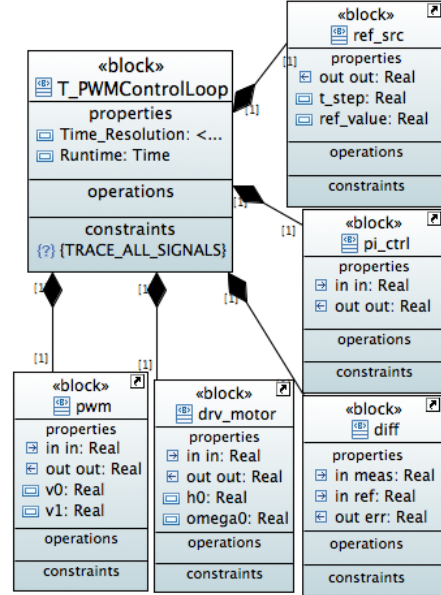 «block»
T_PWMControlLoop
properties
Time_Resolution: <...
Runtime: Time
operations
constraints
{?} {TRACE_ALL_SIGNALS}
«block»
ref_src
properties
out out: Real
t_step: Real
ref_value: Real
operations
constraints
[1]
[1]
[1]
[1]
«block»
pi_ctrl
properties
in in: Real
out out: Real
operations
constraints
[1]
[1]
[1]
[1]
[1]
«block»
pwm
properties
in in: Real
out out: Real
v0: Real
v1: Real
operations
constraints
«block»
drv_motor
properties
in in: Real
out out: Real
h0: Real
omega0: Real
operations
constraints
«block»
diff
properties
in meas: Real
in ref: Real
out err: Real
operations
constraints